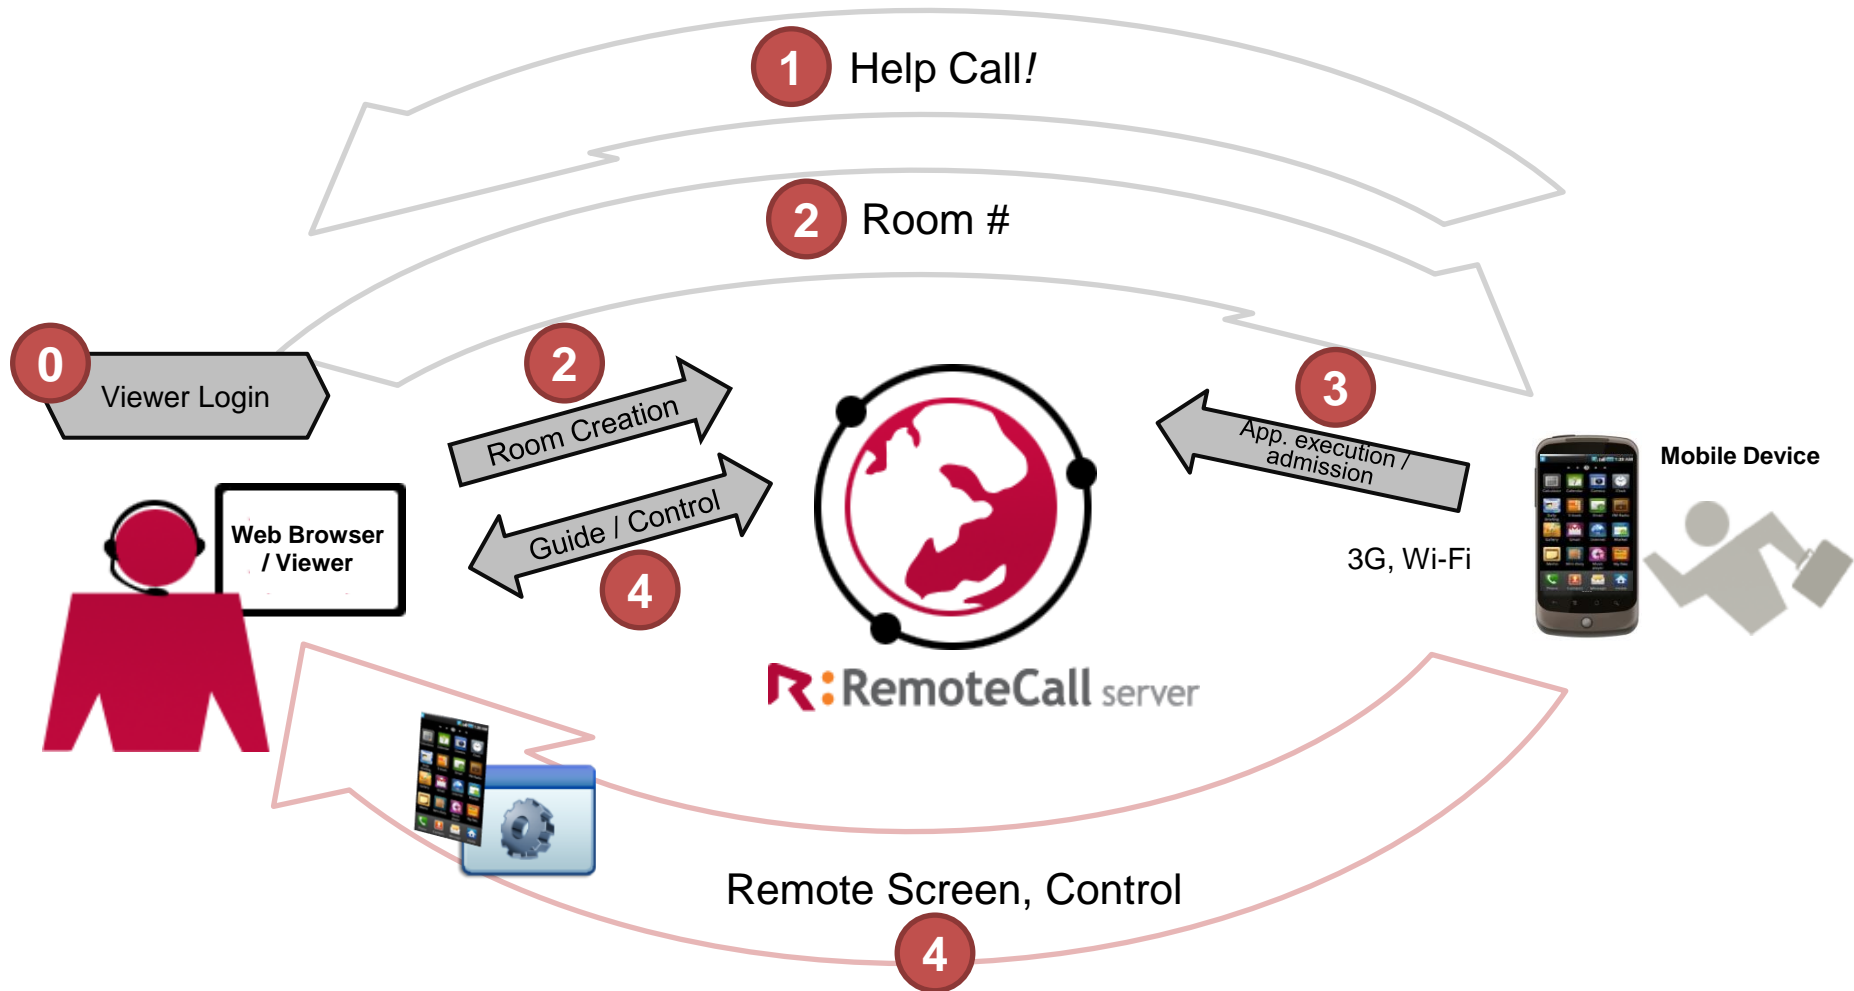 1
Help Call!
2
Room #
0
Viewer Login
2
Room Creation
3
App. execution /
admission
Mobile Device
Web Browser
/ Viewer
Guide / Control
4
3G, Wi-Fi
R:RemoteCall server
Remote Screen, Control
4